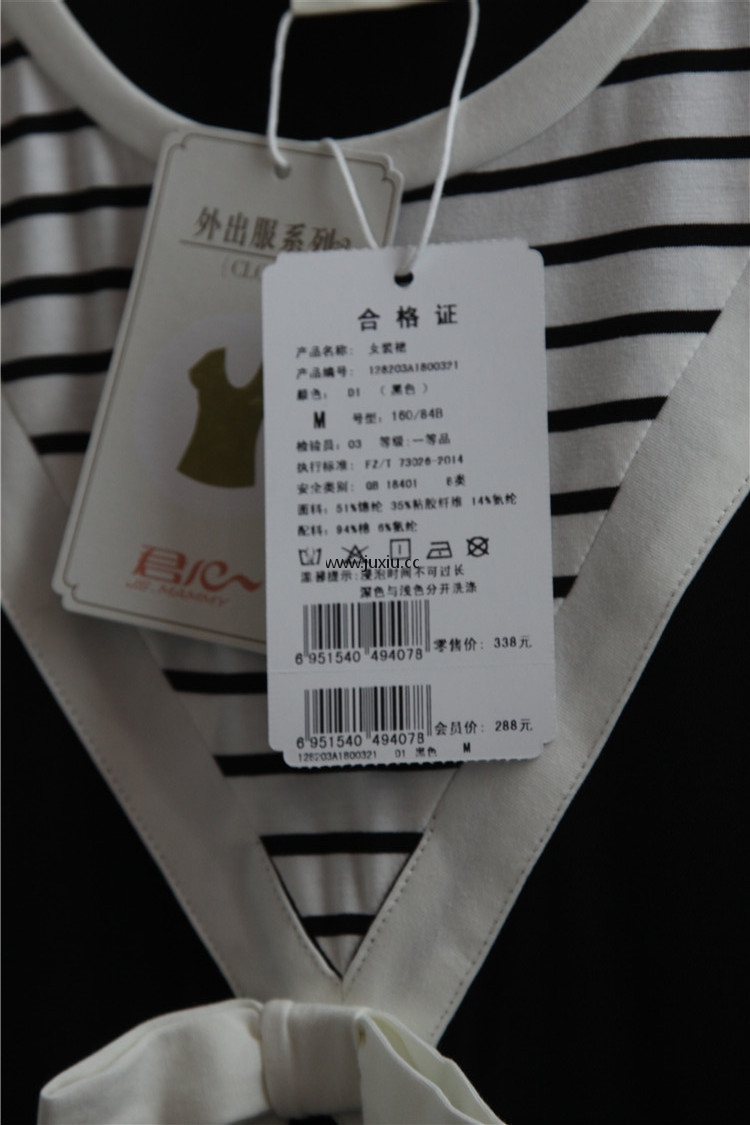 外出服系列
合格证
产品名称: 女装裙
产品编号: 128203A1800321
颜色: 01 (黑色)
M 号型: 160/84B
检验员: 03 等级:一等品
执行标准: FZ/T 73026-2014
安全类别: GB 18401 B类
面料: 51%锦纶 35%粘胶纤维 14%氨纶
配料: 94%棉 6%氨纶
www.juxiu.cc
温馨提示:浸泡时间不可过长
深色与浅色分开洗涤
零售价: 338元
6 951540 494078
会员价: 288元
6 951540 494078
128203A1800321 01 黑色 M
MAMMY